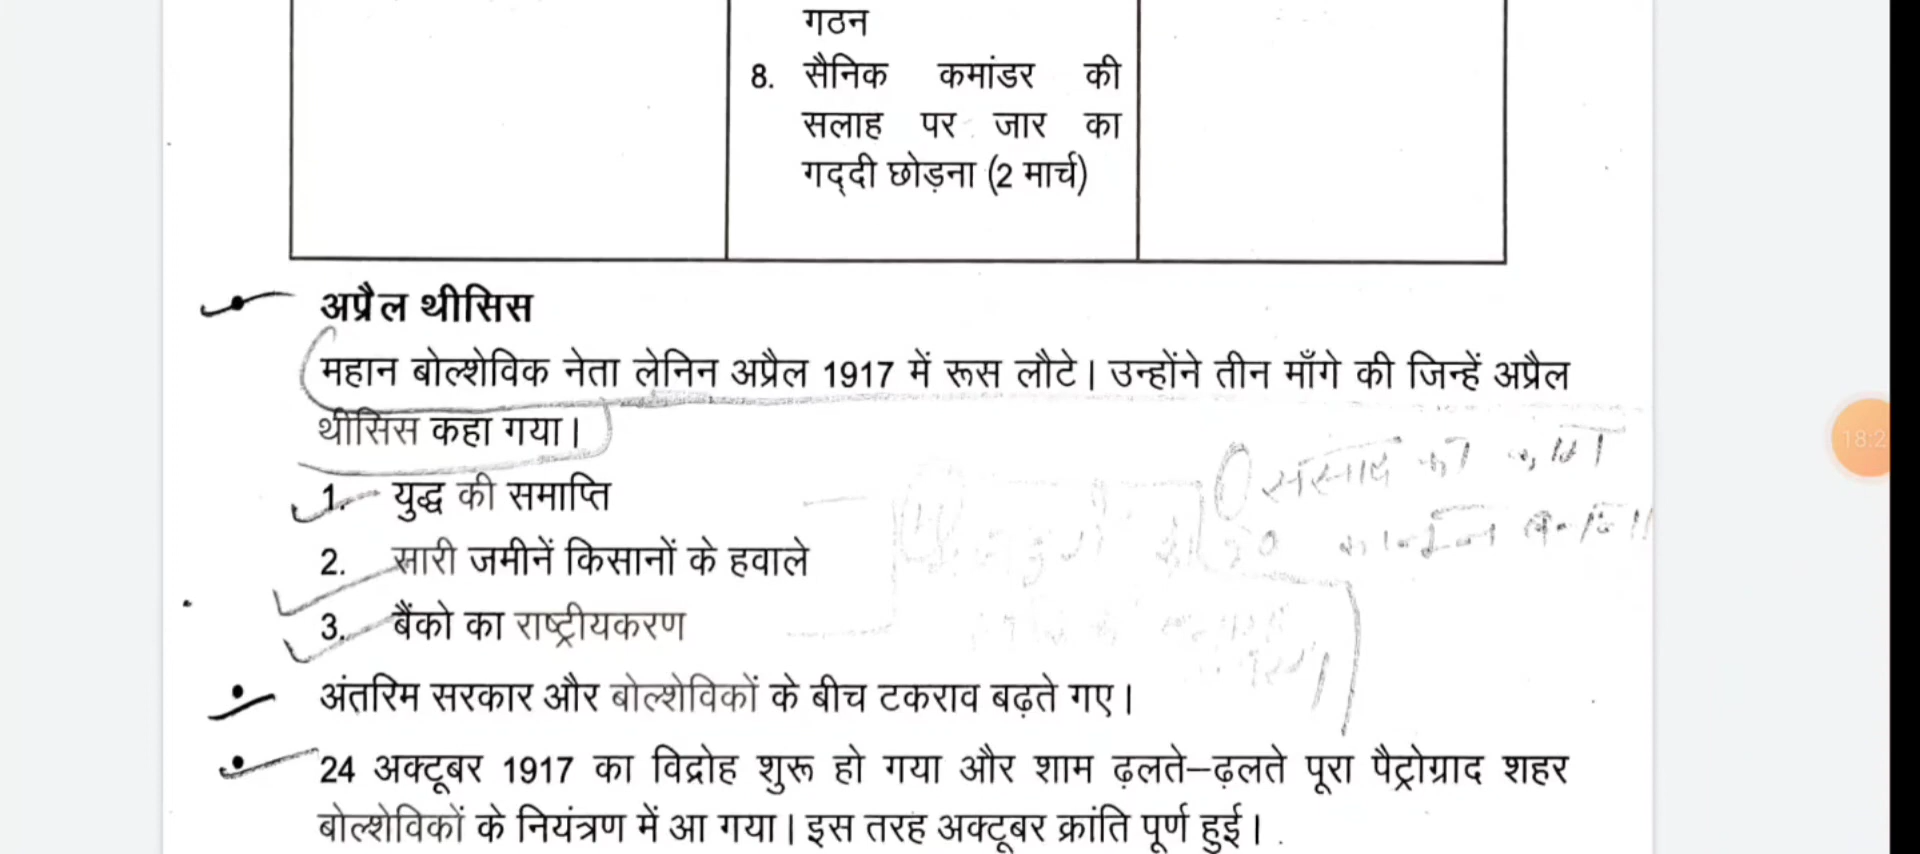 गठन
8. सैनिक कमांडर की
सलाह पर जार का
गद्दी छोड़ना (2 मार्च)
अप्रैल थीसिस
महान बोल्शेविक नेता लेनिन अप्रैल 1917 में रूस लौटे। उन्होंने तीन माँगे की जिन्हें अप्रैल
थीसिस कहा गया।
1. युद्ध की समाप्ति
2. सारी जमीनें किसानों के हवाले
3. बैंको का राष्ट्रीयकरण
अंतरिम सरकार और बोल्शेविकों के बीच टकराव बढ़ते गए।
24 अक्टूबर 1917 का विद्रोह शुरू हो गया और शाम ढ़लते–ढ़लते पूरा पैट्रोग्राद शहर
बोल्शेविकों के नियंत्रण में आ गया। इस तरह अक्टूबर क्रांति पूर्ण हुई।
18:2